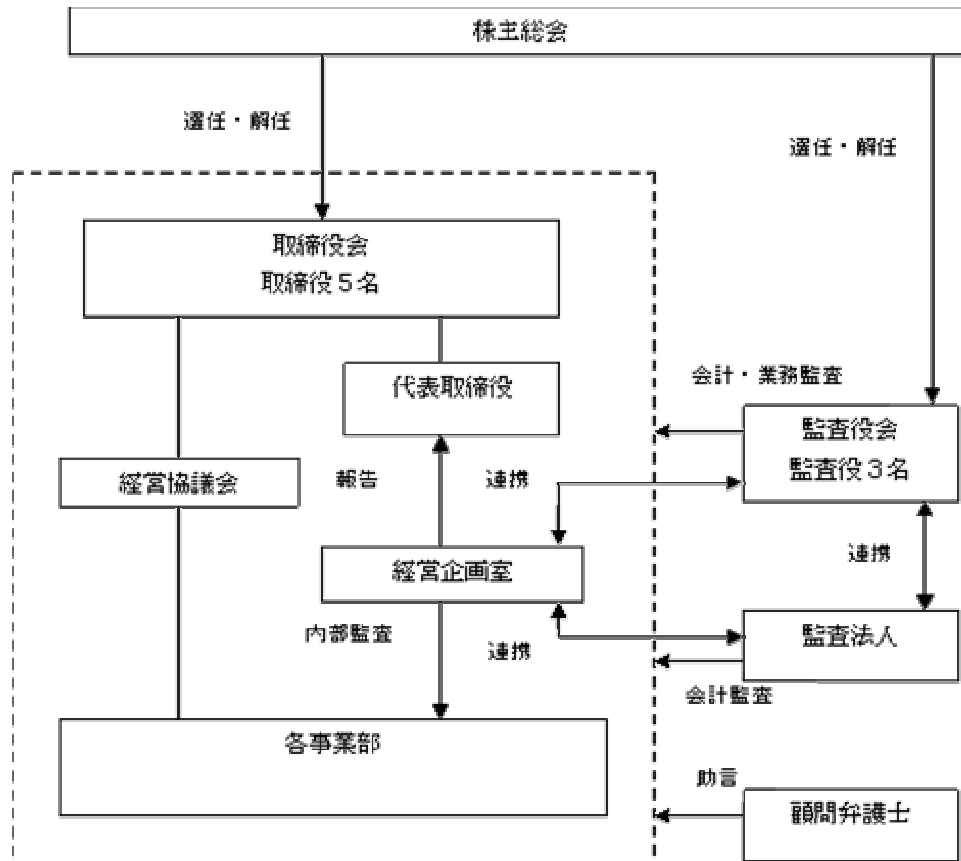 株主総会
選任・解任
選任・解任
取締役会
取締役5名
代表取締役
会計・業務監査
監査役会
監査役3名
経営協議会
報告
連携
経営企画室
連携
内部監査
連携
監査法人
会計監査
各事業部
助言
顧問弁護士